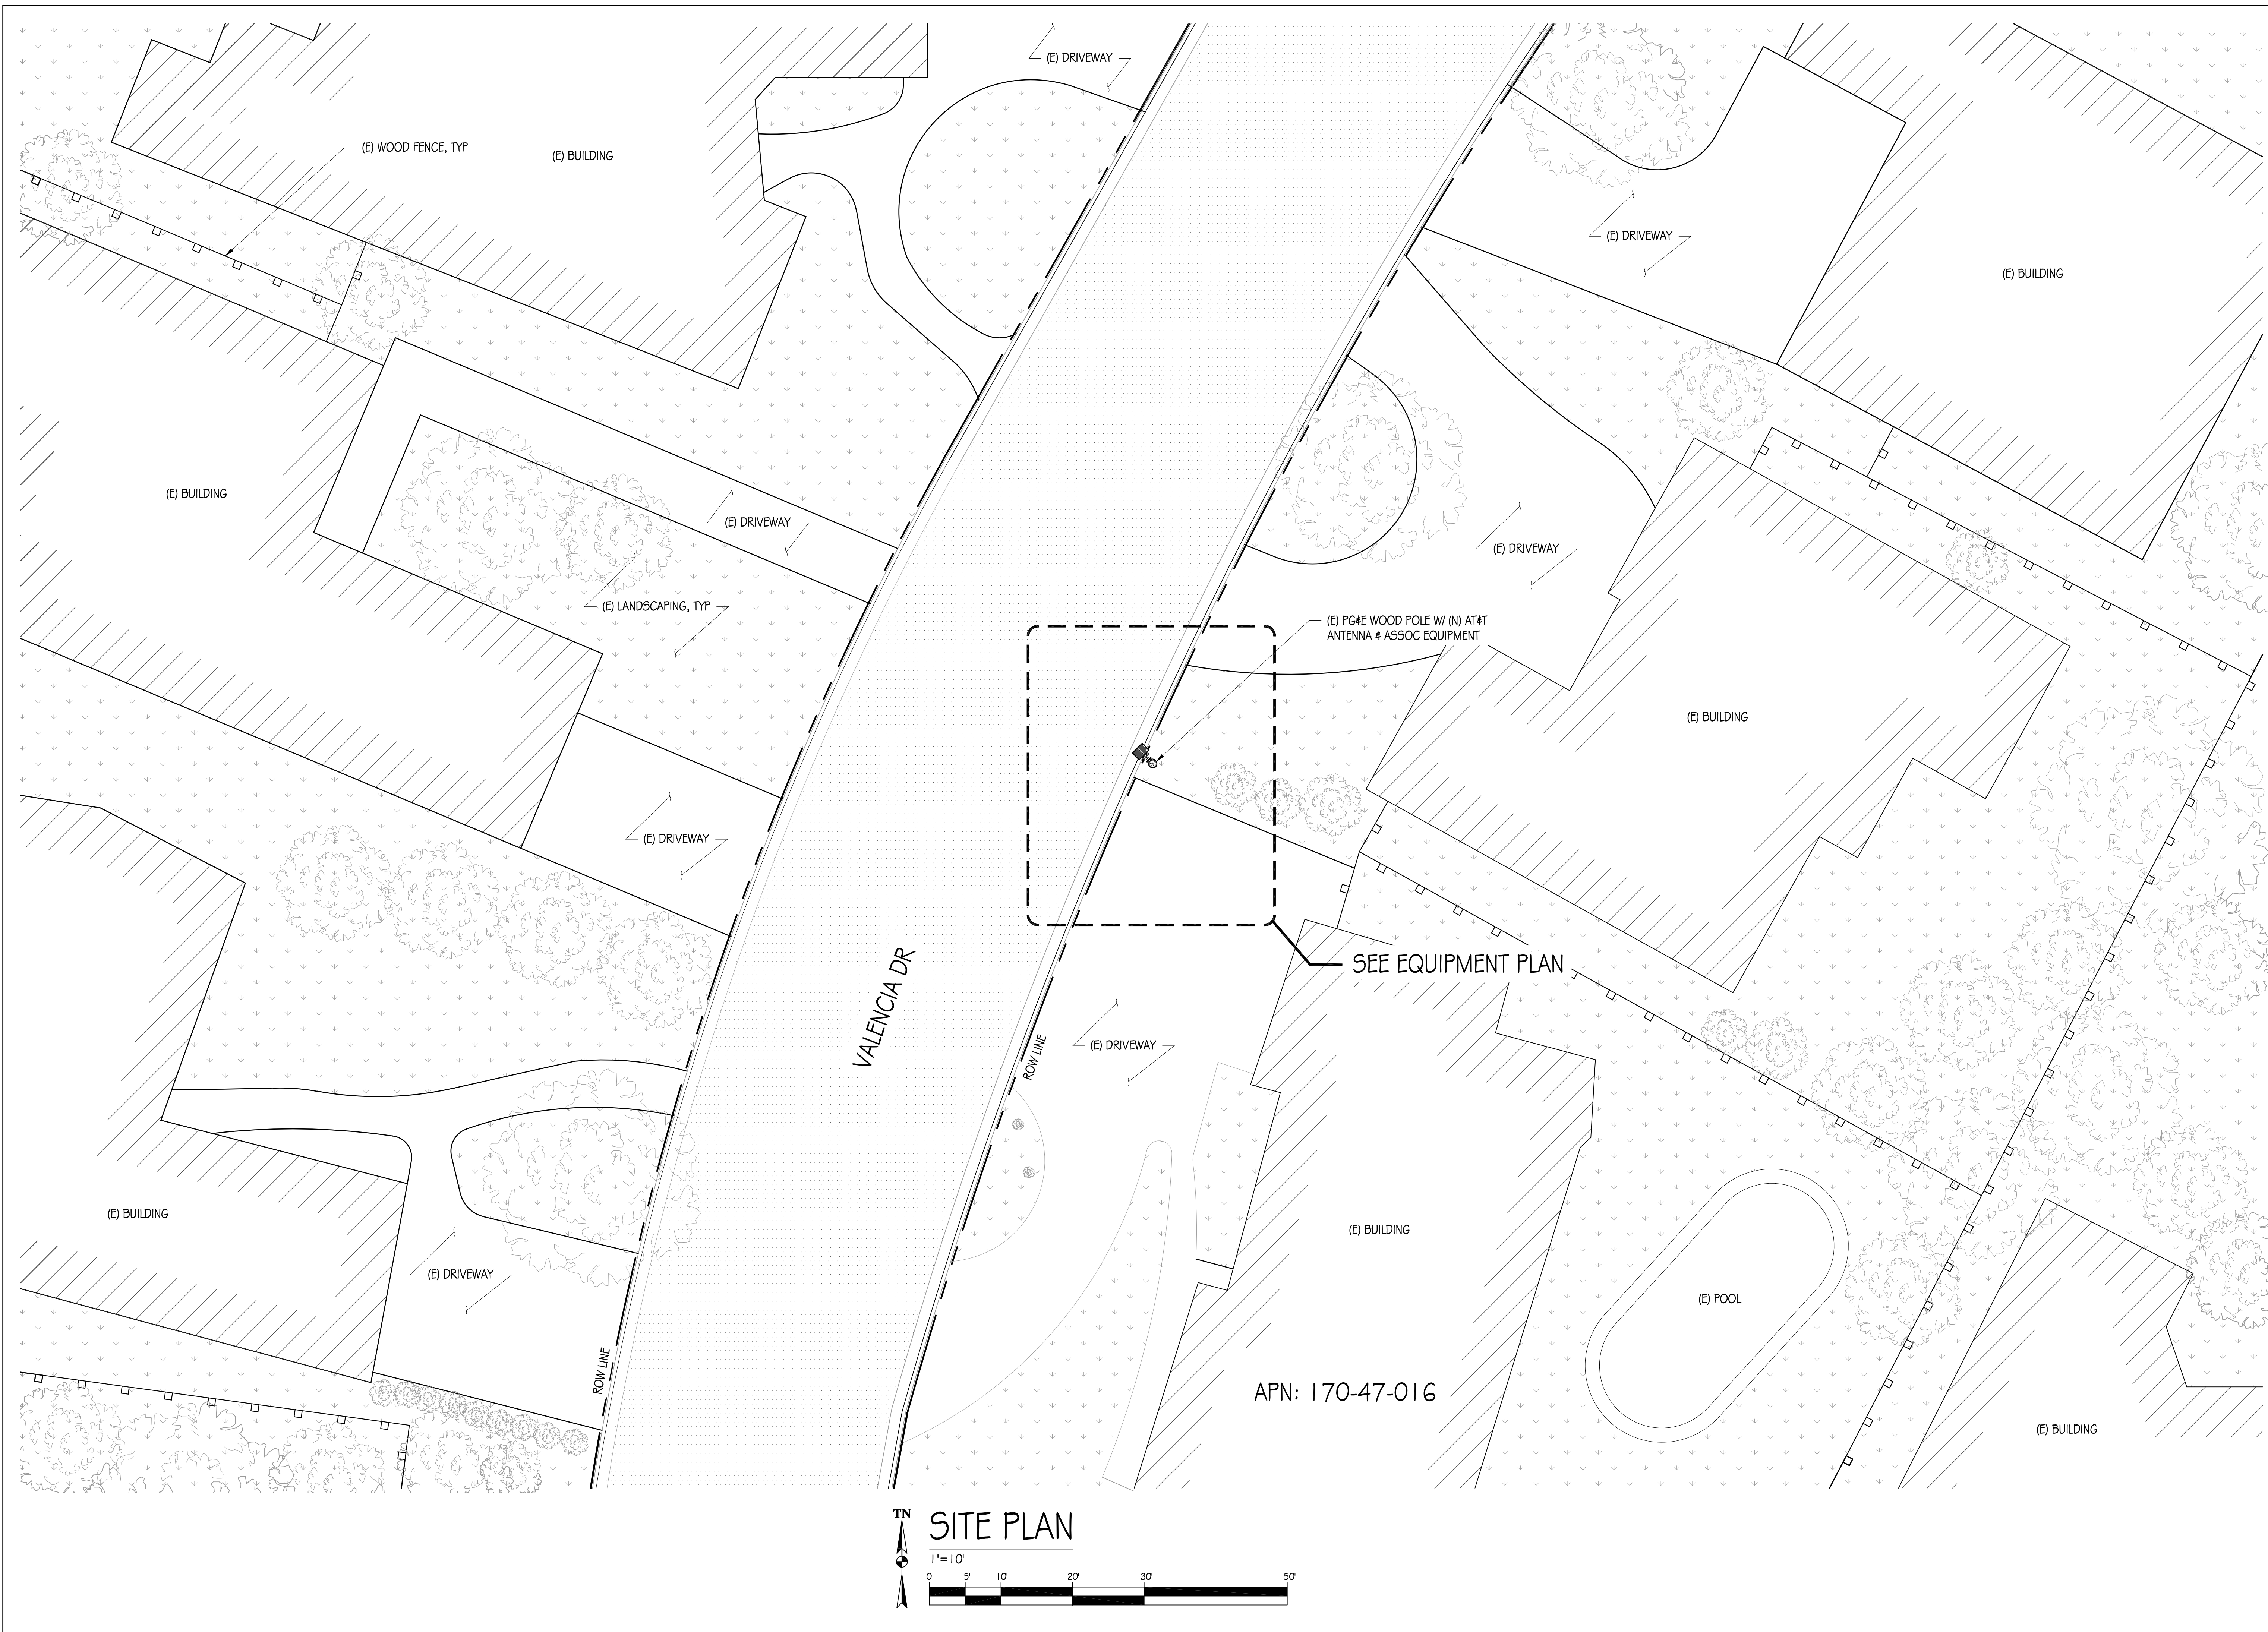 (E) DRIVEWAY
(E) WOOD FENCE, TYP
(E) BUILDING
(E) DRIVEWAY
(E) BUILDING
(E) BUILDING
(E) DRIVEWAY
(E) DRIVEWAY
(E) LANDSCAPING, TYP
(E) PG&E WOOD POLE W/ (N) AT&T
ANTENNA & ASSOC EQUIPMENT
(E) BUILDING
(E) DRIVEWAY
SEE EQUIPMENT PLAN
VALENCIA DR
ROW LINE
(E) DRIVEWAY
(E) BUILDING
(E) BUILDING
(E) DRIVEWAY
(E) POOL
ROW LINE
APN: 170-47-016
(E) BUILDING
TN
SITE PLAN
1"=10'
0 5' 10' 20' 30' 50'